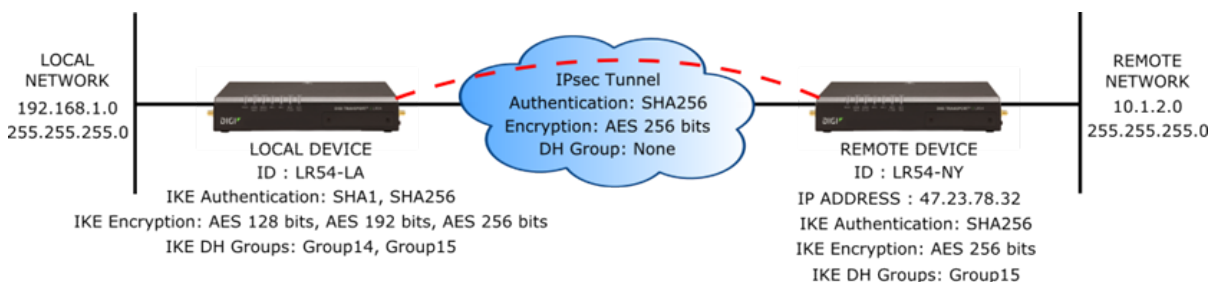 LOCAL
NETWORK
192.168.1.0
255.255.255.0
DIGI
LOCAL DEVICE
ID : LR54-LA
IKE Authentication: SHA1, SHA256
IKE Encryption: AES 128 bits, AES 192 bits, AES 256 bits
IKE DH Groups: Group14, Group15
IPsec Tunnel
Authentication: SHA256
Encryption: AES 256 bits
DH Group: None
DIGI
REMOTE DEVICE
ID : LR54-NY
IP ADDRESS : 47.23.78.32
IKE Authentication: SHA256
IKE Encryption: AES 256 bits
IKE DH Groups: Group15
REMOTE
NETWORK
10.1.2.0
255.255.255.0